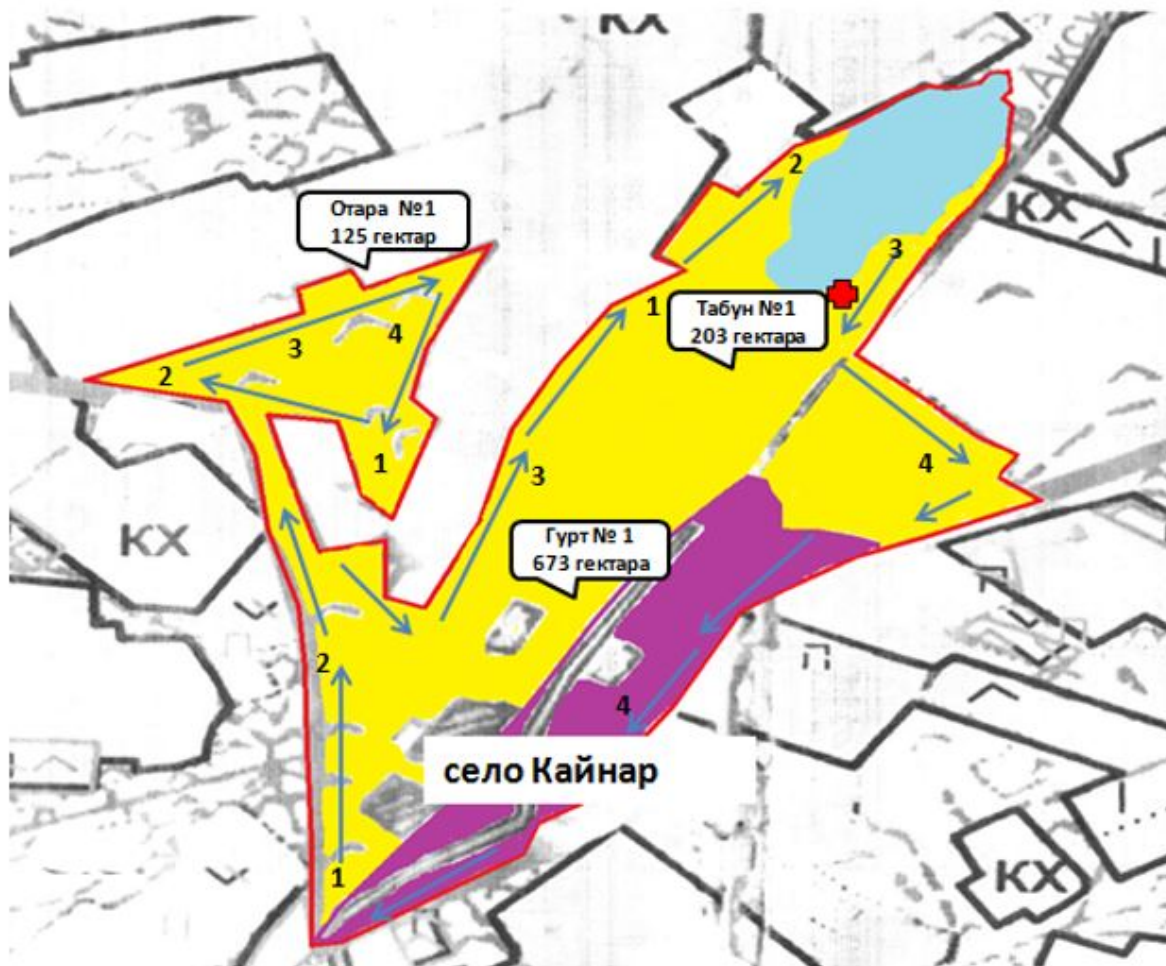 КХ
АКСУ
2
КХ
Отара №1
125 гектар
3
1
Табун №1
203 гектара
4
3
2
4
1
3
КХ
Гурт № 1
673 гектара
2
4
село Кайнар
1
КХ